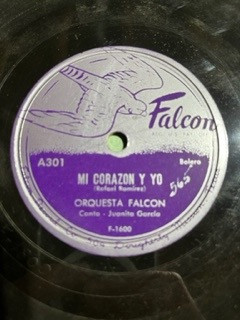 Falcon
A301
Bolero
MI CORAZON Y YO
(Rafael Ramirez)
565
ORQUESTA FALCON
Canta - Juanita Garcia
F-1600